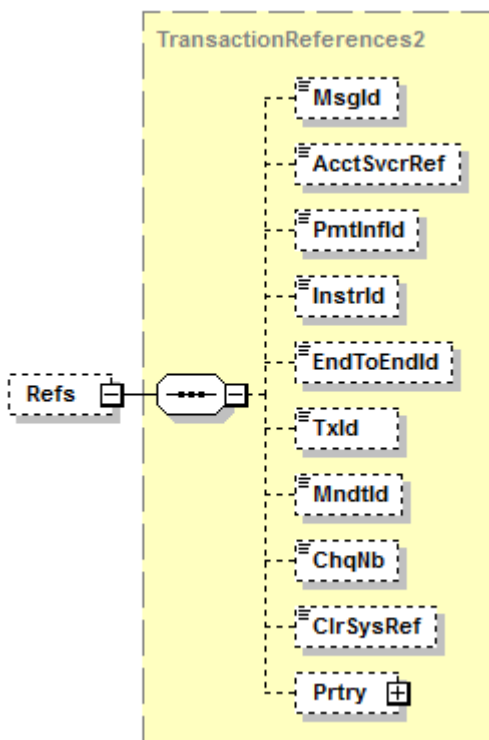 TransactionReferences2
MsgId
AcctSvcrRef
PmtInfId
InstrId
EndToEndId
Refs
TxId
MndtId
ChqNb
ClrSysRef
Prtry